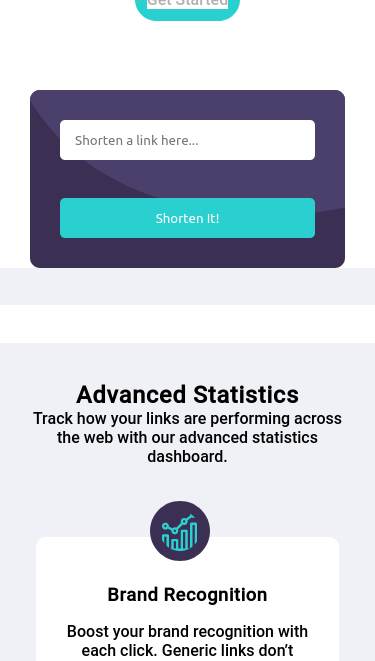 Get Started
Shorten a link here...
Shorten It!
Advanced Statistics
Track how your links are performing across
the web with our advanced statistics
dashboard.
Brand Recognition
Boost your brand recognition with
each click. Generic links don’t